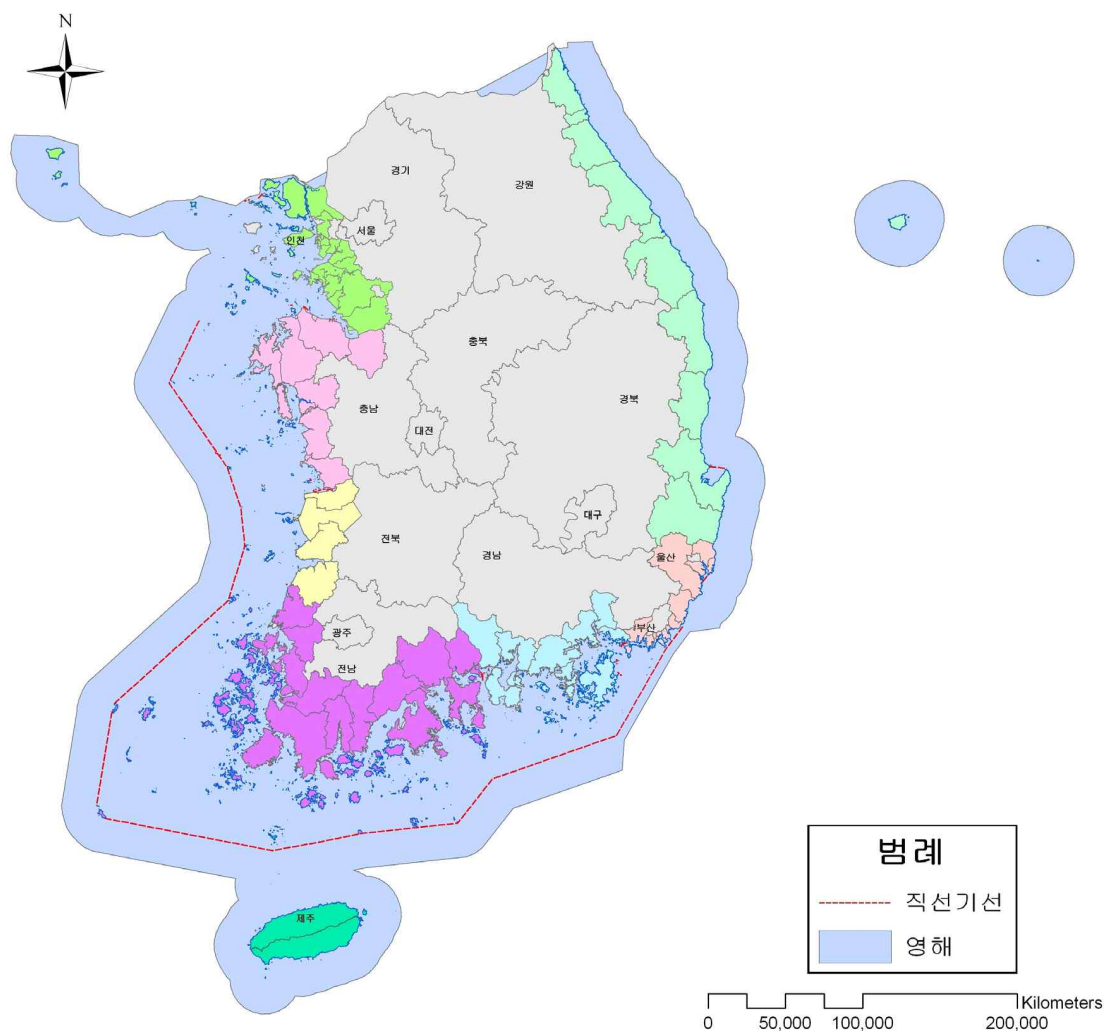 N
경기
강원
서울
인천
충북
충남
경북
대전
대구
전북
경남
울산
부산
광주
전남
제주
범례
직선기선
영해
Kilometers
0 50,000 100,000 200,000